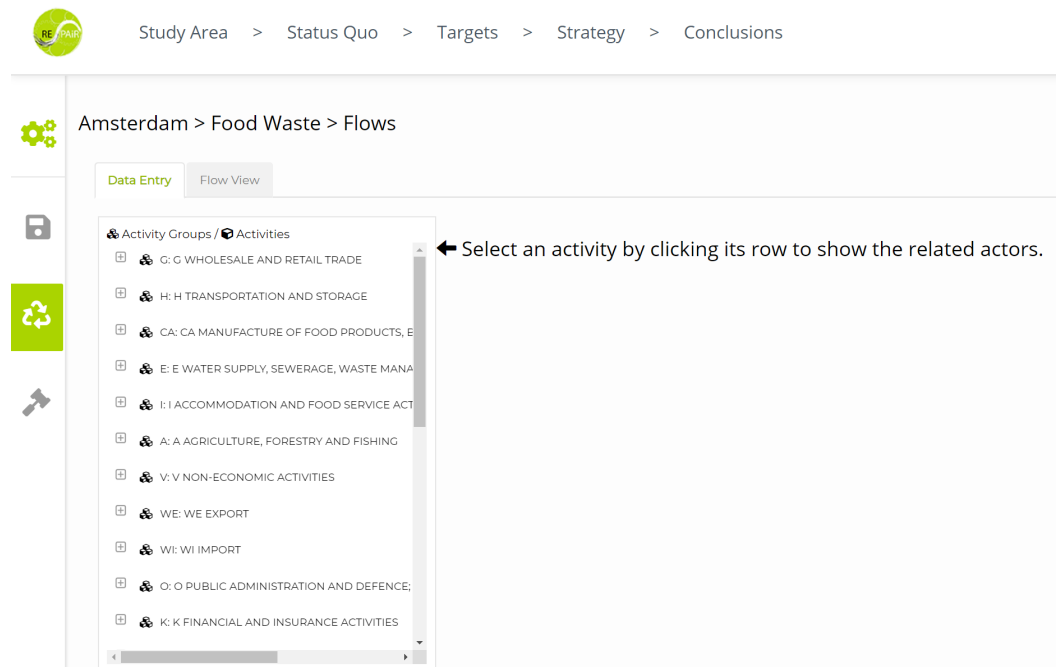 REPAiR
Study Area > Status Quo > Targets > Strategy > Conclusions
Amsterdam > Food Waste > Flows
Data Entry Flow View
Activity Groups / Activities
Select an activity by clicking its row to show the related actors.
G: G WHOLESALE AND RETAIL TRADE
H: H TRANSPORTATION AND STORAGE
CA: CA MANUFACTURE OF FOOD PRODUCTS, B
E: E WATER SUPPLY, SEWERAGE, WASTE MANA
I: I ACCOMMODATION AND FOOD SERVICE ACT
A: A AGRICULTURE, FORESTRY AND FISHING
V: V NON-ECONOMIC ACTIVITIES
WE: WE EXPORT
WI: WI IMPORT
O: O PUBLIC ADMINISTRATION AND DEFENCE;
K: K FINANCIAL AND INSURANCE ACTIVITIES